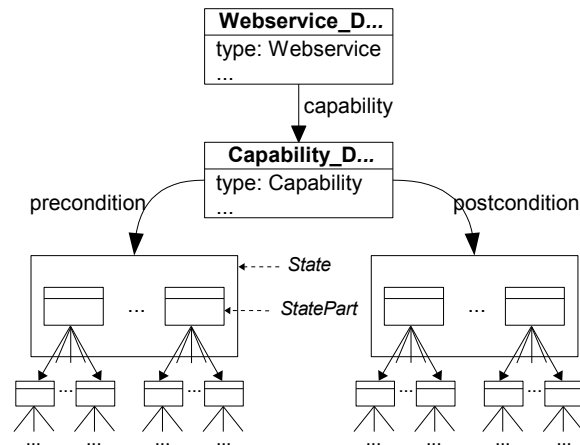 Webservice_D...
type: Webservice
...
capability
Capability_D...
type: Capability
...
precondition
postcondition
State
... StatePart ...
... ... ... ...
... ... ... ... ... ... ... ...